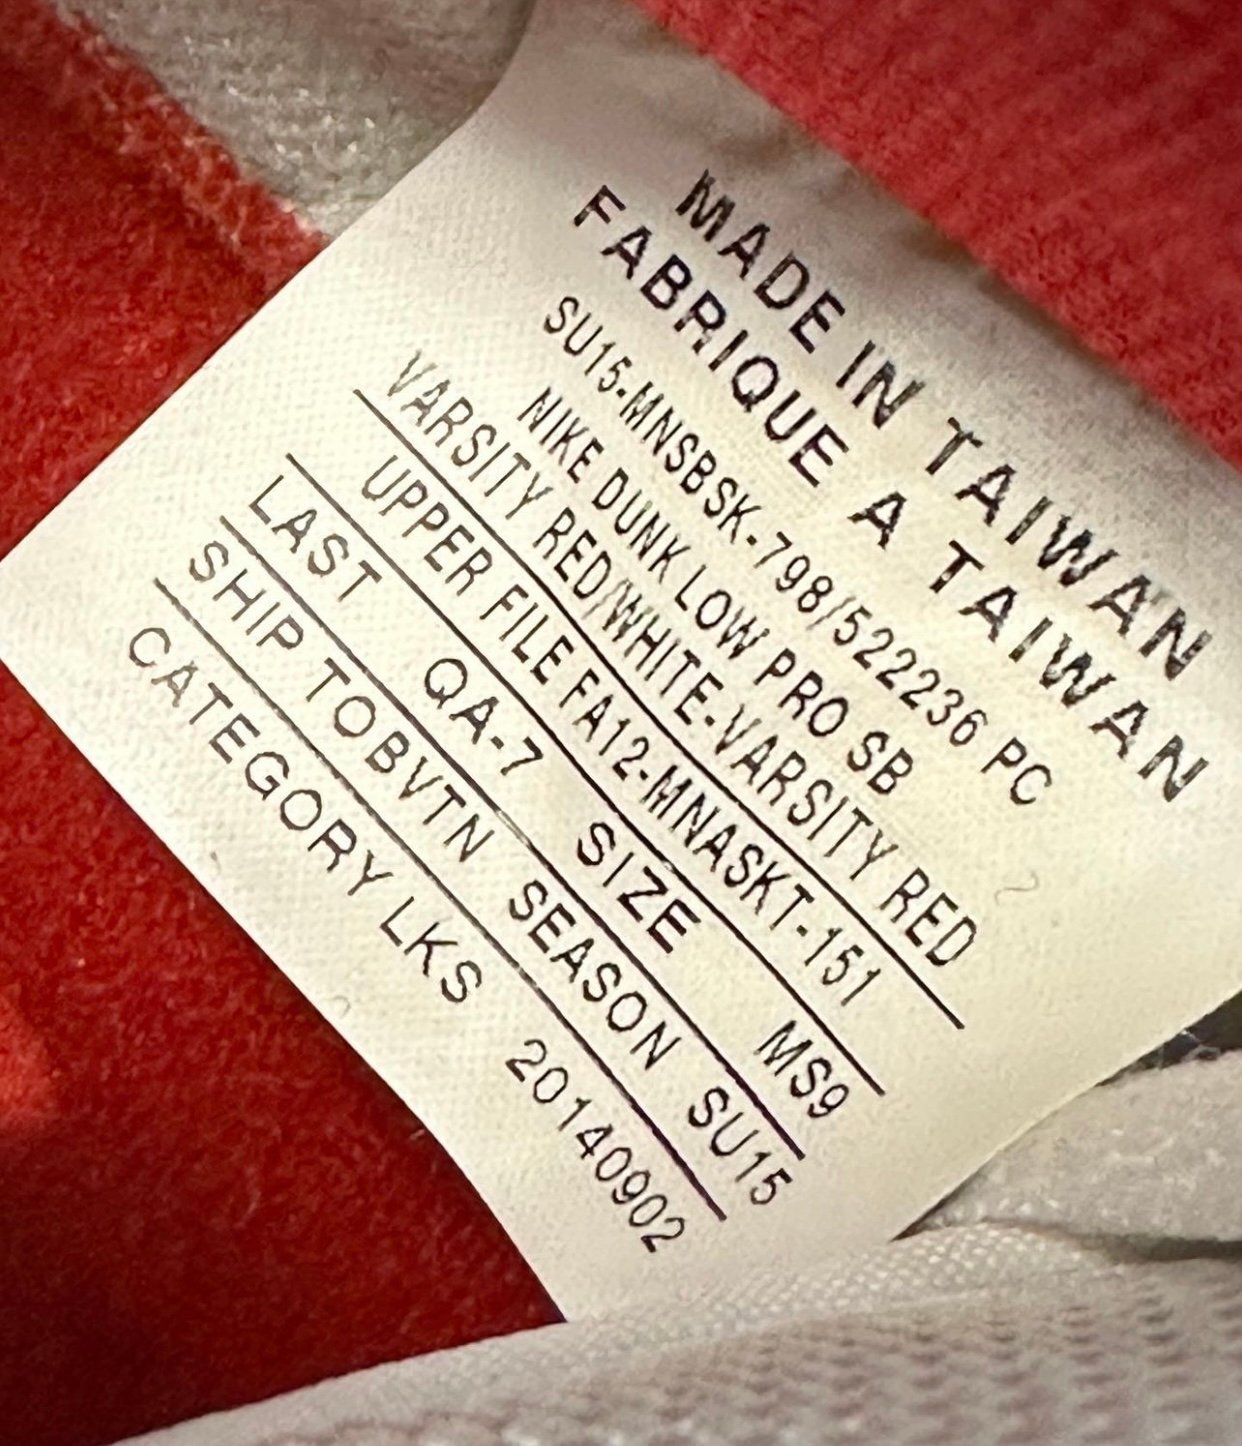 MADE IN TAIWAN
FABRIQUE A TAIWAN
SU15-MNSBSK-798/522236 PC
NIKE DUNK LOW PRO SB
VARSITY RED/WHITE-VARSITY RED
UPPER FILE FA12-MNASKT-151
LAST QA-7 SIZE MS9
SHIP TOBVTN SEASON SU15
CATEGORY LKS 20140902